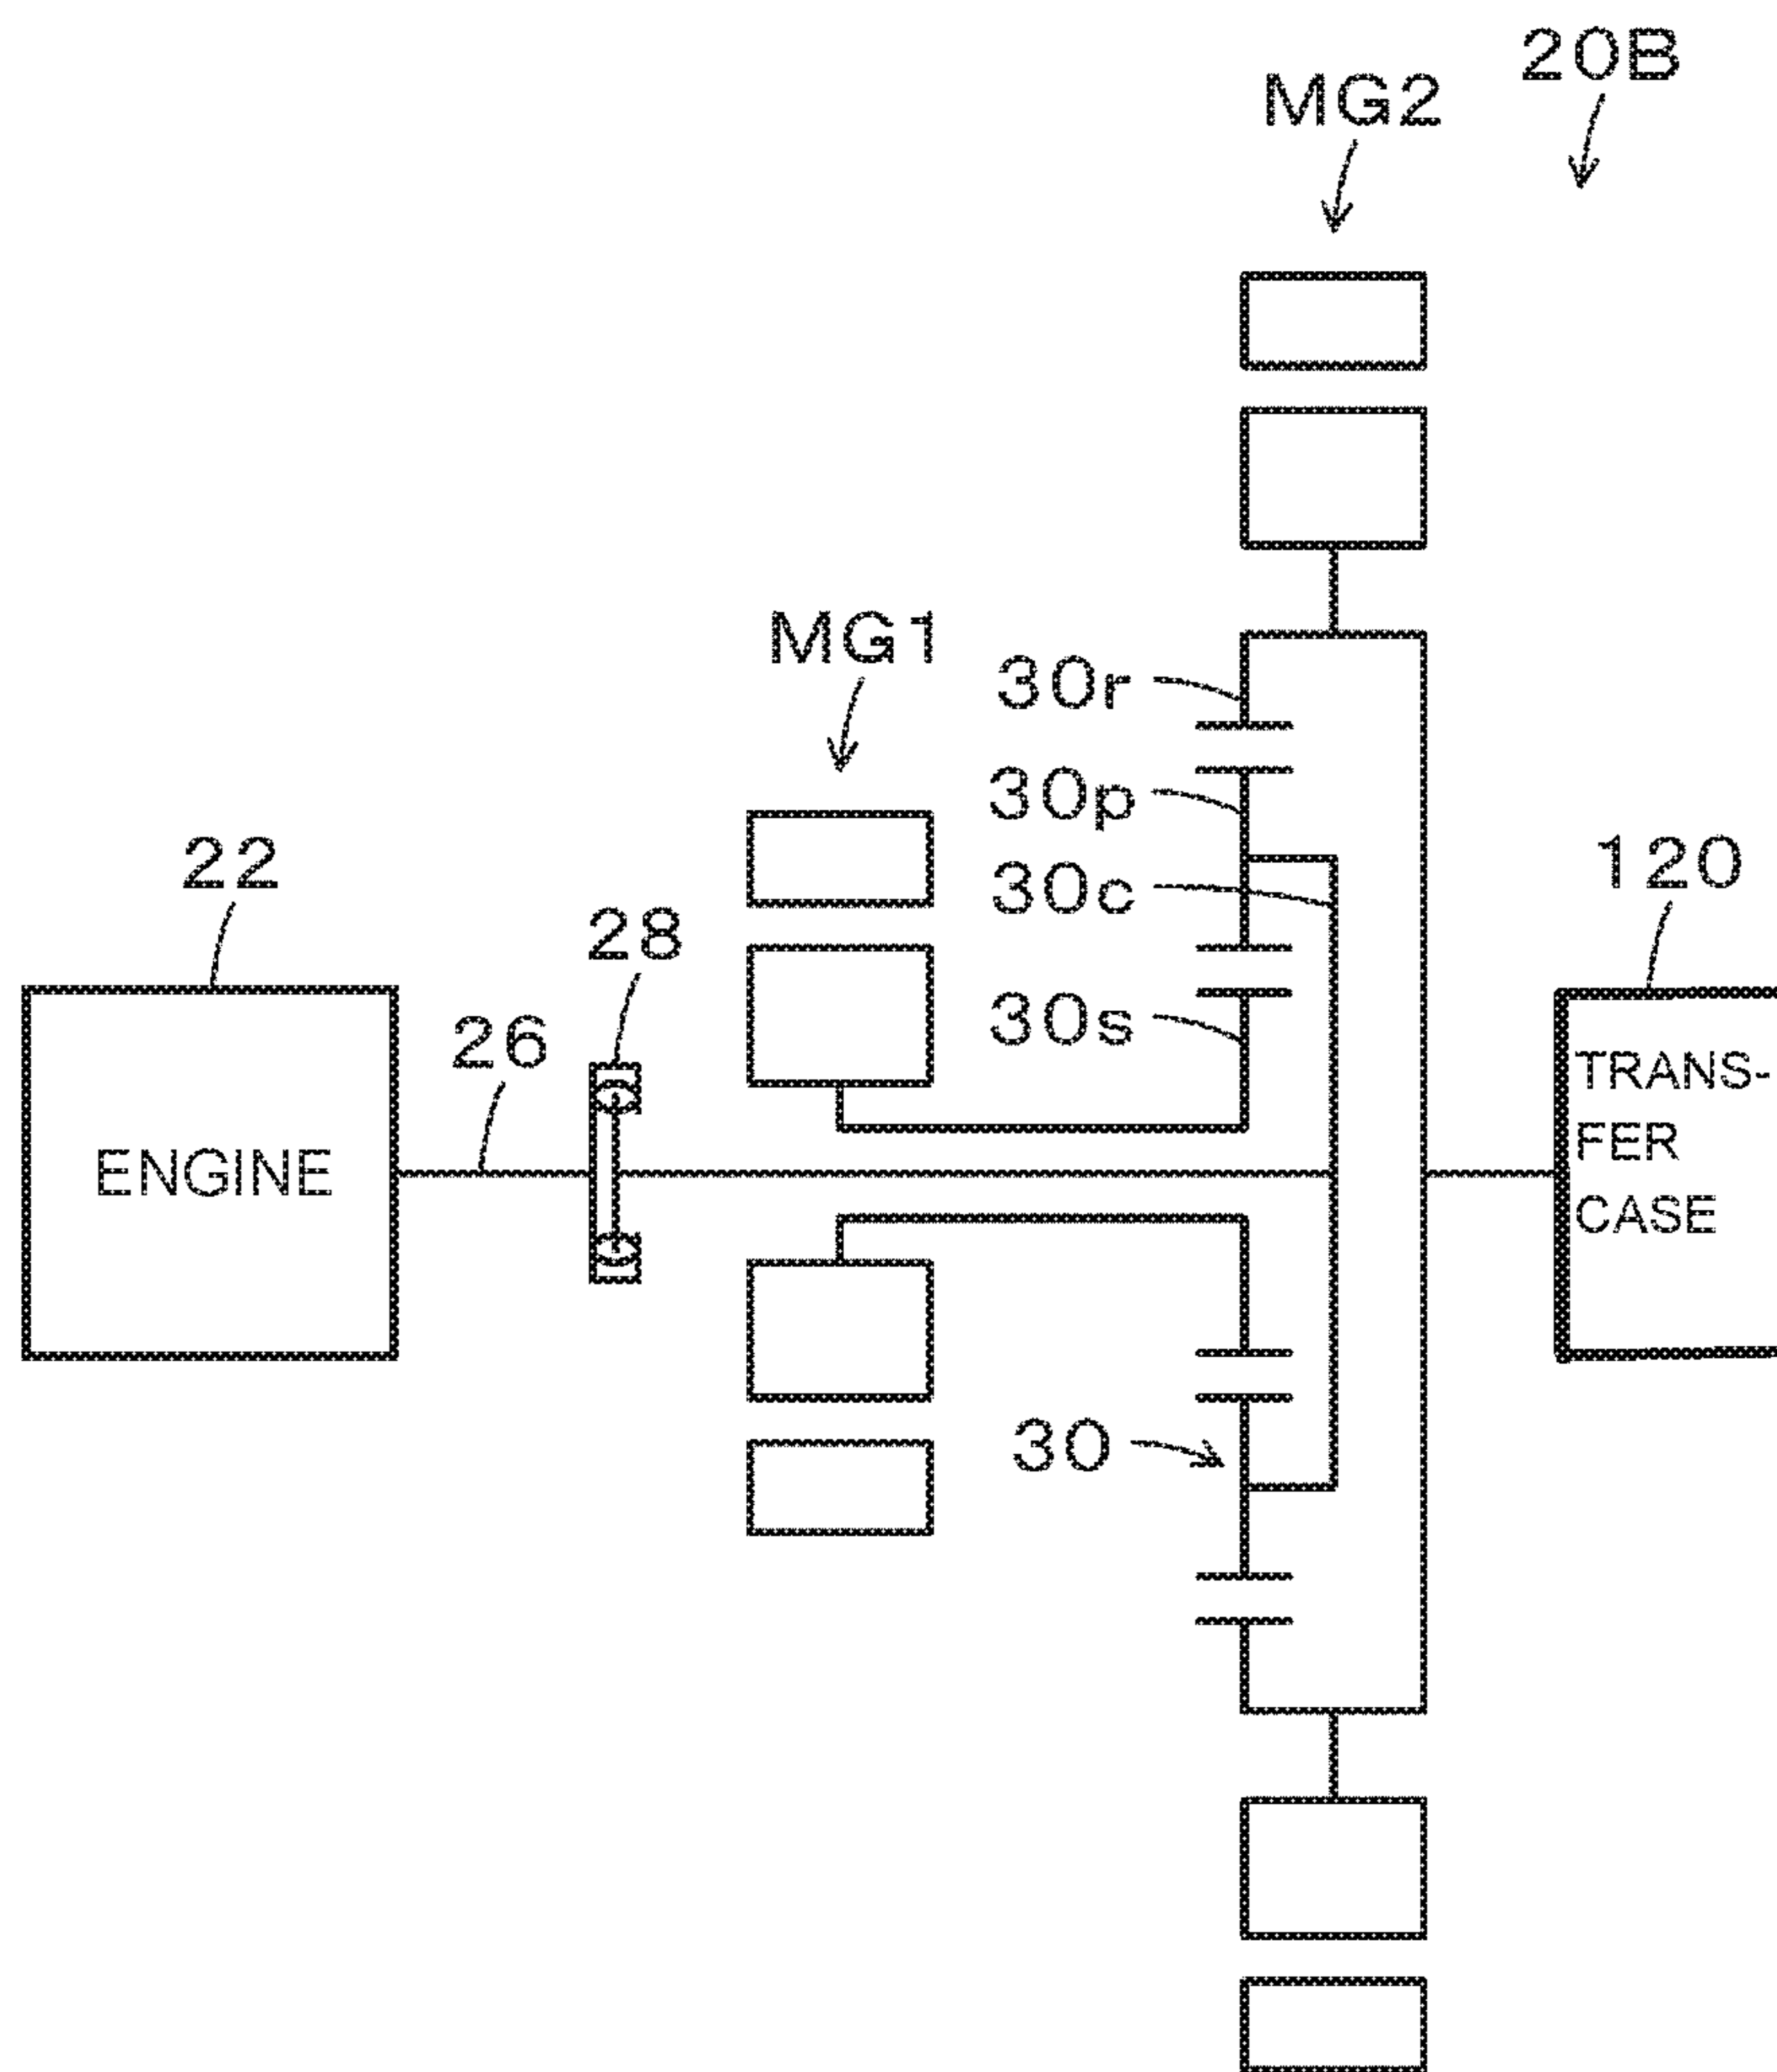 20B
MG2
MG1
30r
30p
30c
30s
22
28
26
120
ENGINE
TRANS-
FER
CASE
30